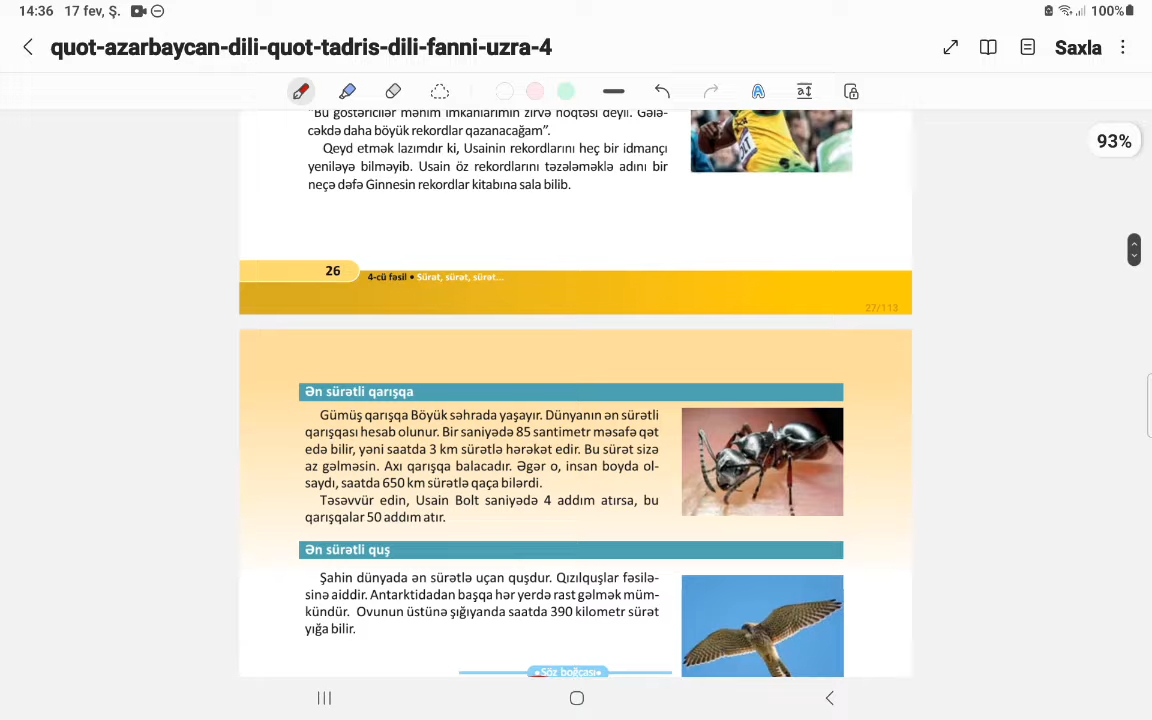 14:36 17 fev, Ş.
100%
quot-azarbaycan-dili-quot-tadris-dili-fanni-uzra-4
Saxla
93%
"Bu göstəricilər mənim imkanlarımın zirvə nöqtəsi deyil. Gələ-
cəkdə daha böyük rekordlar qazanacağam".
Qeyd etmək lazımdır ki, Usainin rekordlarını heç bir idmançı
yeniləyə bilməyib. Usain öz rekordlarını təzələməklə adını bir
neçə dəfə Ginnesin rekordlar kitabına sala bilib.
26
4-cü fəsil • Sürət, sürət, sürət...
27/113
Ən sürətli qarışqa
Gümüş qarışqa Böyük səhrada yaşayır. Dünyanın ən sürətli
qarışqası hesab olunur. Bir saniyədə 85 santimetr məsafə qət
edə bilir, yəni saatda 3 km sürətlə hərəkət edir. Bu sürət sizə
az gəlməsin. Axı qarışqa balacadır. Əgər o, insan boyda ol-
saydı, saatda 650 km sürətlə qaça bilərdi.
Təsəvvür edin, Usain Bolt saniyədə 4 addım atırsa, bu
qarışqalar 50 addım atır.
Ən sürətli quş
Şahin dünyada ən sürətlə uçan quşdur. Qızılquşlar fəsilə-
sinə aiddir. Antarktidadan başqa hər yerdə rast gəlmək müm-
kündür. Ovunun üstünə şığıyanda saatda 390 kilometr sürət
yığa bilir.
•Söz boğçası•